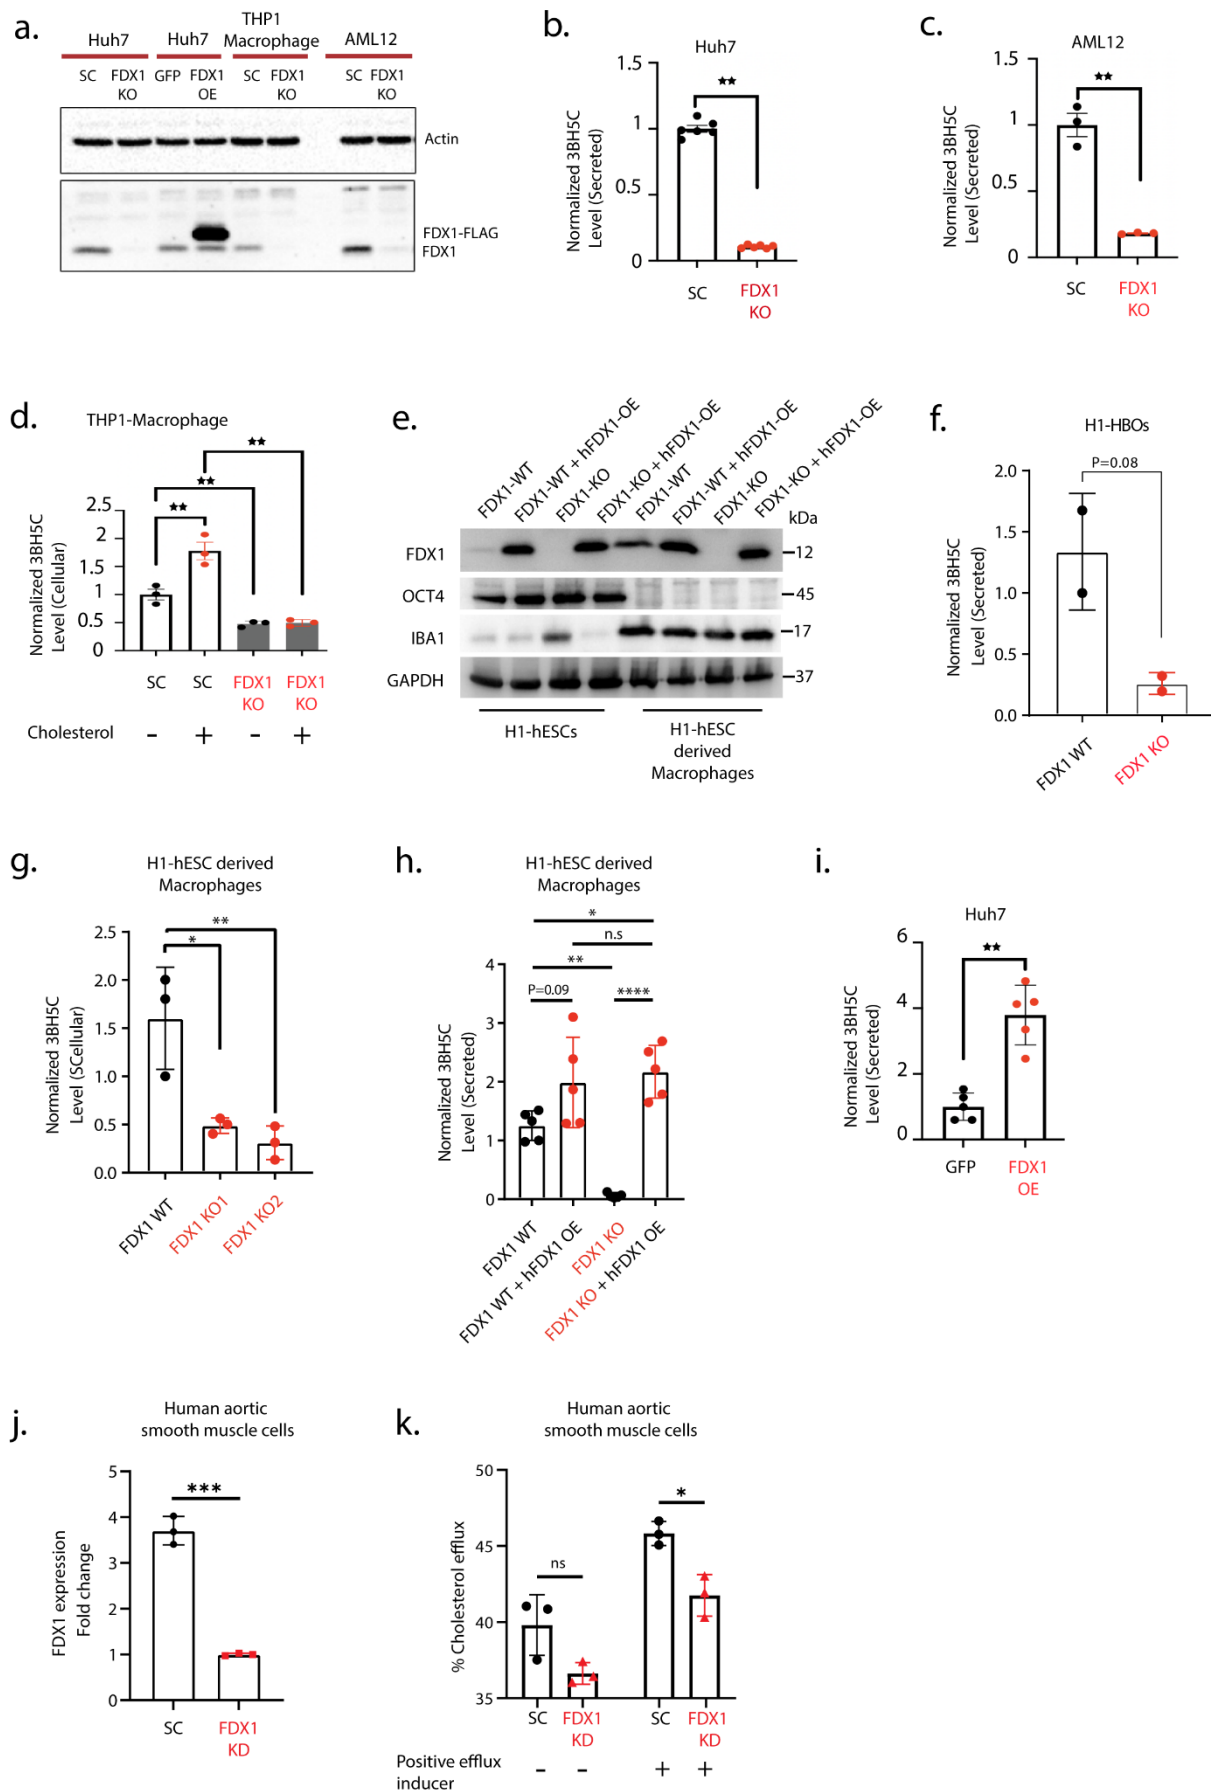 a.
Huh7
Huh7
THP1
Macrophage
AML12
SC
FDX1
KO
GFP
FDX1
OE
SC
FDX1
KO
SC
FDX1
KO
Actin
FDX1-FLAG
FDX1
b.
Huh7
Normalized 3BH5C
Level (Secreted)
1.5
1
0.5
0
★★
SC
FDX1
KO
c.
AML12
Normalized 3BH5C
Level (Secreted)
1.5
1
0.5
0
★★
SC
FDX1
KO
d.
THP1-Macrophage
Normalized 3BH5C
Level (Cellular)
2.5
2
1.5
1
0.5
0
★★
★★
★★
SC
SC
FDX1
KO
FDX1
KO
Cholesterol
–
+
–
+
e.
FDX1-WT
FDX1-WT + hFDX1-OE
FDX1-KO
FDX1-KO + hFDX1-OE
FDX1-WT
FDX1-WT + hFDX1-OE
FDX1-KO
FDX1-KO + hFDX1-OE
kDa
FDX1
12
OCT4
45
IBA1
17
GAPDH
37
H1-hESCs
H1-hESC
derived
Macrophages
f.
H1-HBOs
P=0.08
Normalized 3BH5C
Level (Secreted)
2.0
1.5
1.0
0.5
0.0
FDX1 WT
FDX1 KO
g.
H1-hESC derived
Macrophages
Normalized 3BH5C
Level (SCellular)
2.5
2.0
1.5
1.0
0.5
0.0
**
*
FDX1 WT
FDX1 KO1
FDX1 KO2
h.
H1-hESC derived
Macrophages
Normalized 3BH5C
Level (Secreted)
4
3
2
1
0
*
n.s
**
P=0.09
****
FDX1 WT
FDX1 WT + hFDX1 OE
FDX1 KO
FDX1 KO + hFDX1 OE
i.
Huh7
Normalized 3BH5C
Level (Secreted)
6
4
2
0
★★
GFP
FDX1
OE
j.
Human aortic
smooth muscle cells
FDX1 expression
Fold change
5
4
3
2
1
0
***
SC
FDX1
KD
k.
Human aortic
smooth muscle cells
% Cholesterol efflux
50
45
40
35
ns
*
SC
FDX1
KD
SC
FDX1
KD
Positive efflux
inducer
–
–
+
+